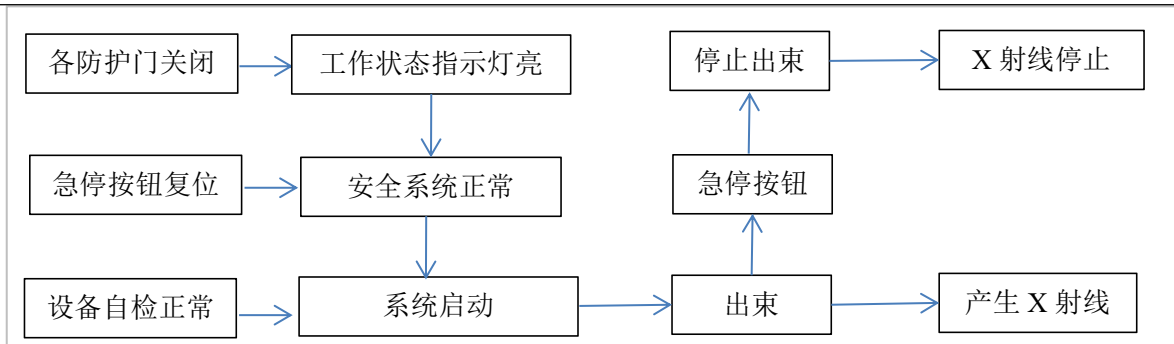 各防护门关闭
工作状态指示灯亮
停止出束
X 射线停止
急停按钮复位
安全系统正常
急停按钮
设备自检正常
系统启动
出束
产生 X 射线